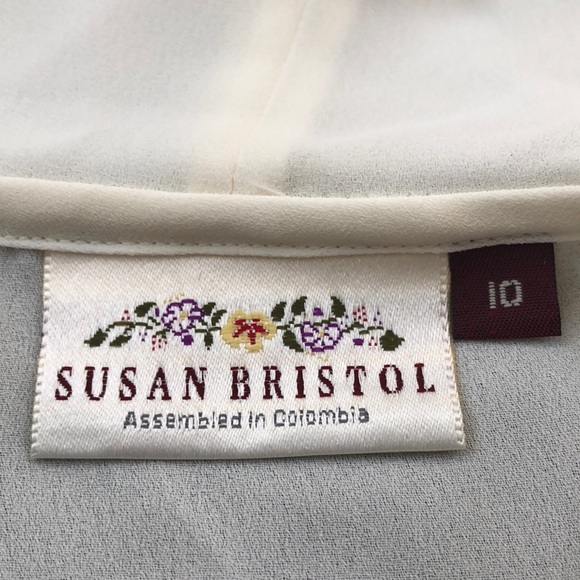 10
SUSAN BRISTOL
Assembled in Colombia